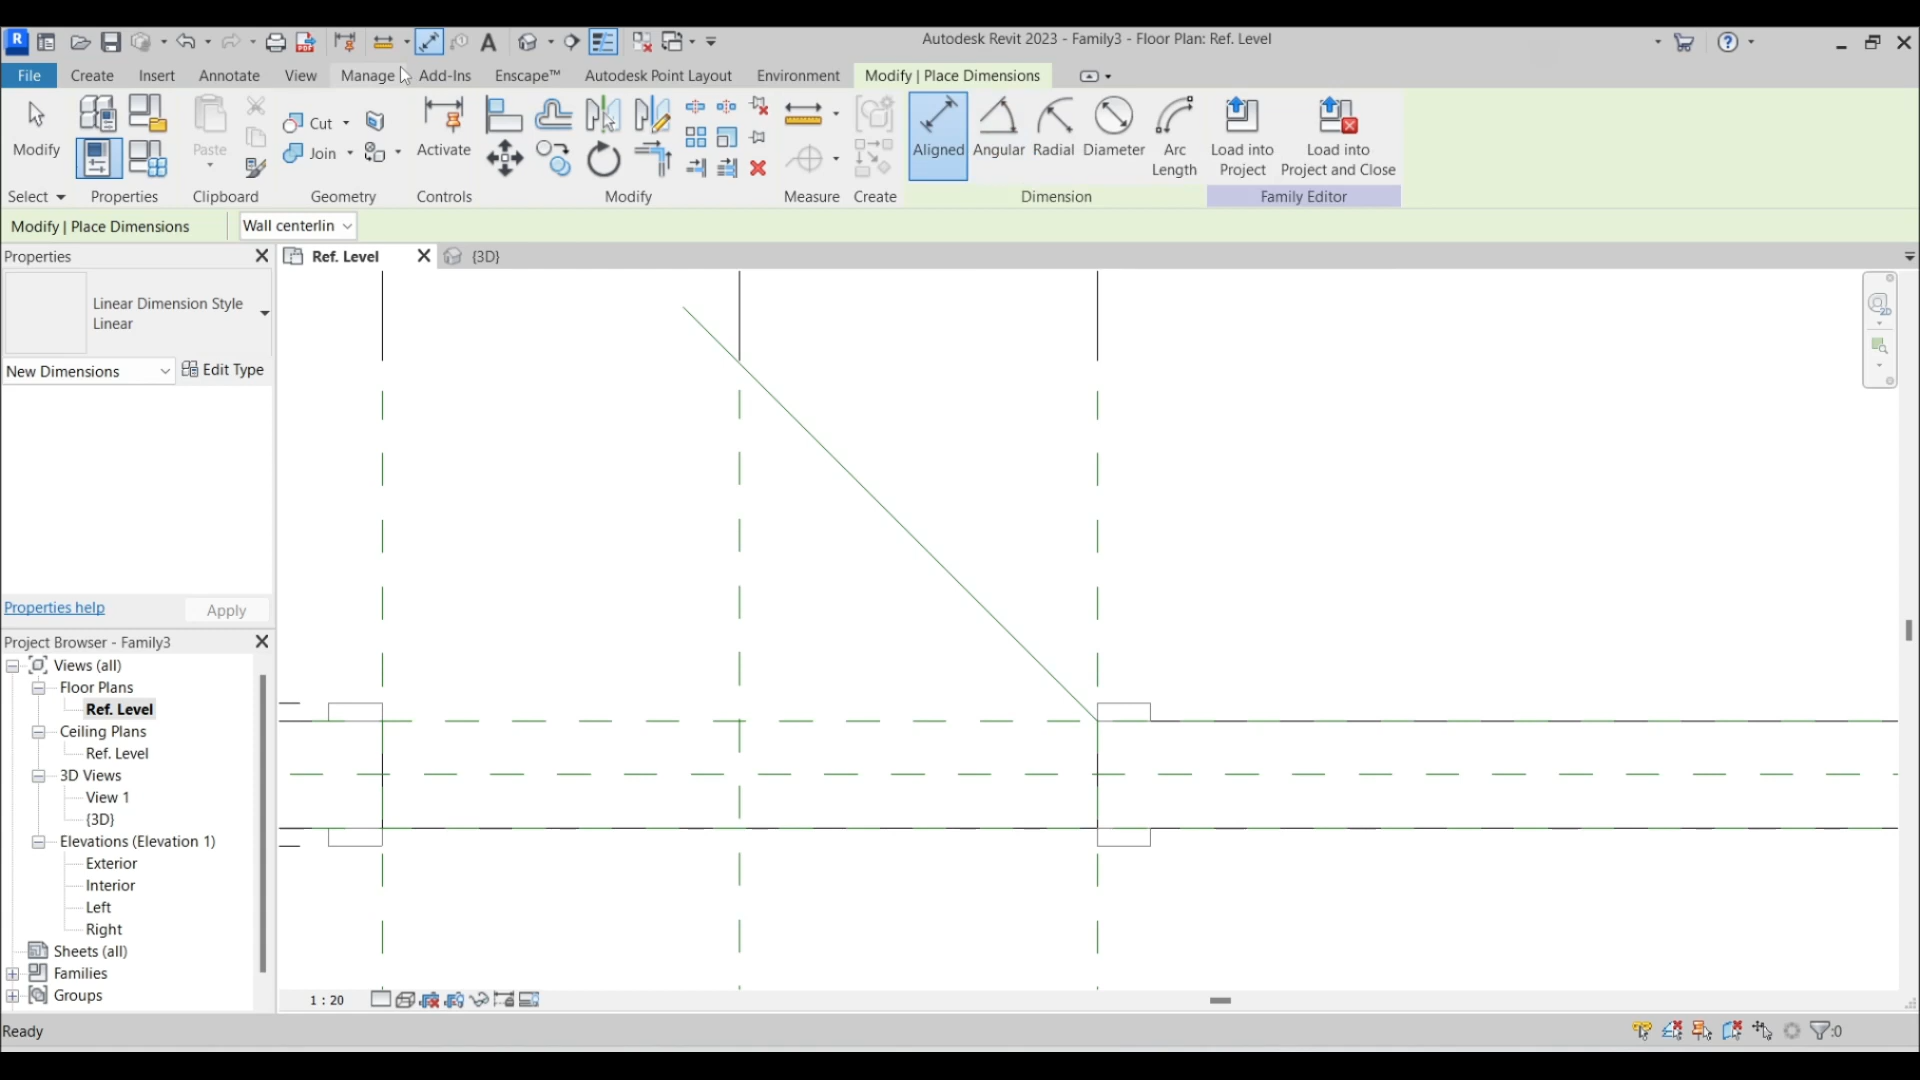 R
Autodesk Revit 2023 - Family3 - Floor Plan: Ref. Level
File Create Insert Annotate View Manage Add-Ins Enscape™ Autodesk Point Layout Environment Modify | Place Dimensions
Modify
Paste
Cut
Join
Activate
Aligned Angular Radial Diameter Arc Length
Load into Project
Load into Project and Close
Select Properties Clipboard Geometry Controls Modify Measure Create Dimension Family Editor
Modify | Place Dimensions Wall centerlin
Properties
Ref. Level {3D}
Linear Dimension Style
Linear
New Dimensions Edit Type
2D
Properties help Apply
Project Browser - Family3
Views (all)
Floor Plans
Ref. Level
Ceiling Plans
Ref. Level
3D Views
View 1
{3D}
Elevations (Elevation 1)
Exterior
Interior
Left
Right
Sheets (all)
Families
Groups
1 : 20
Ready
:0